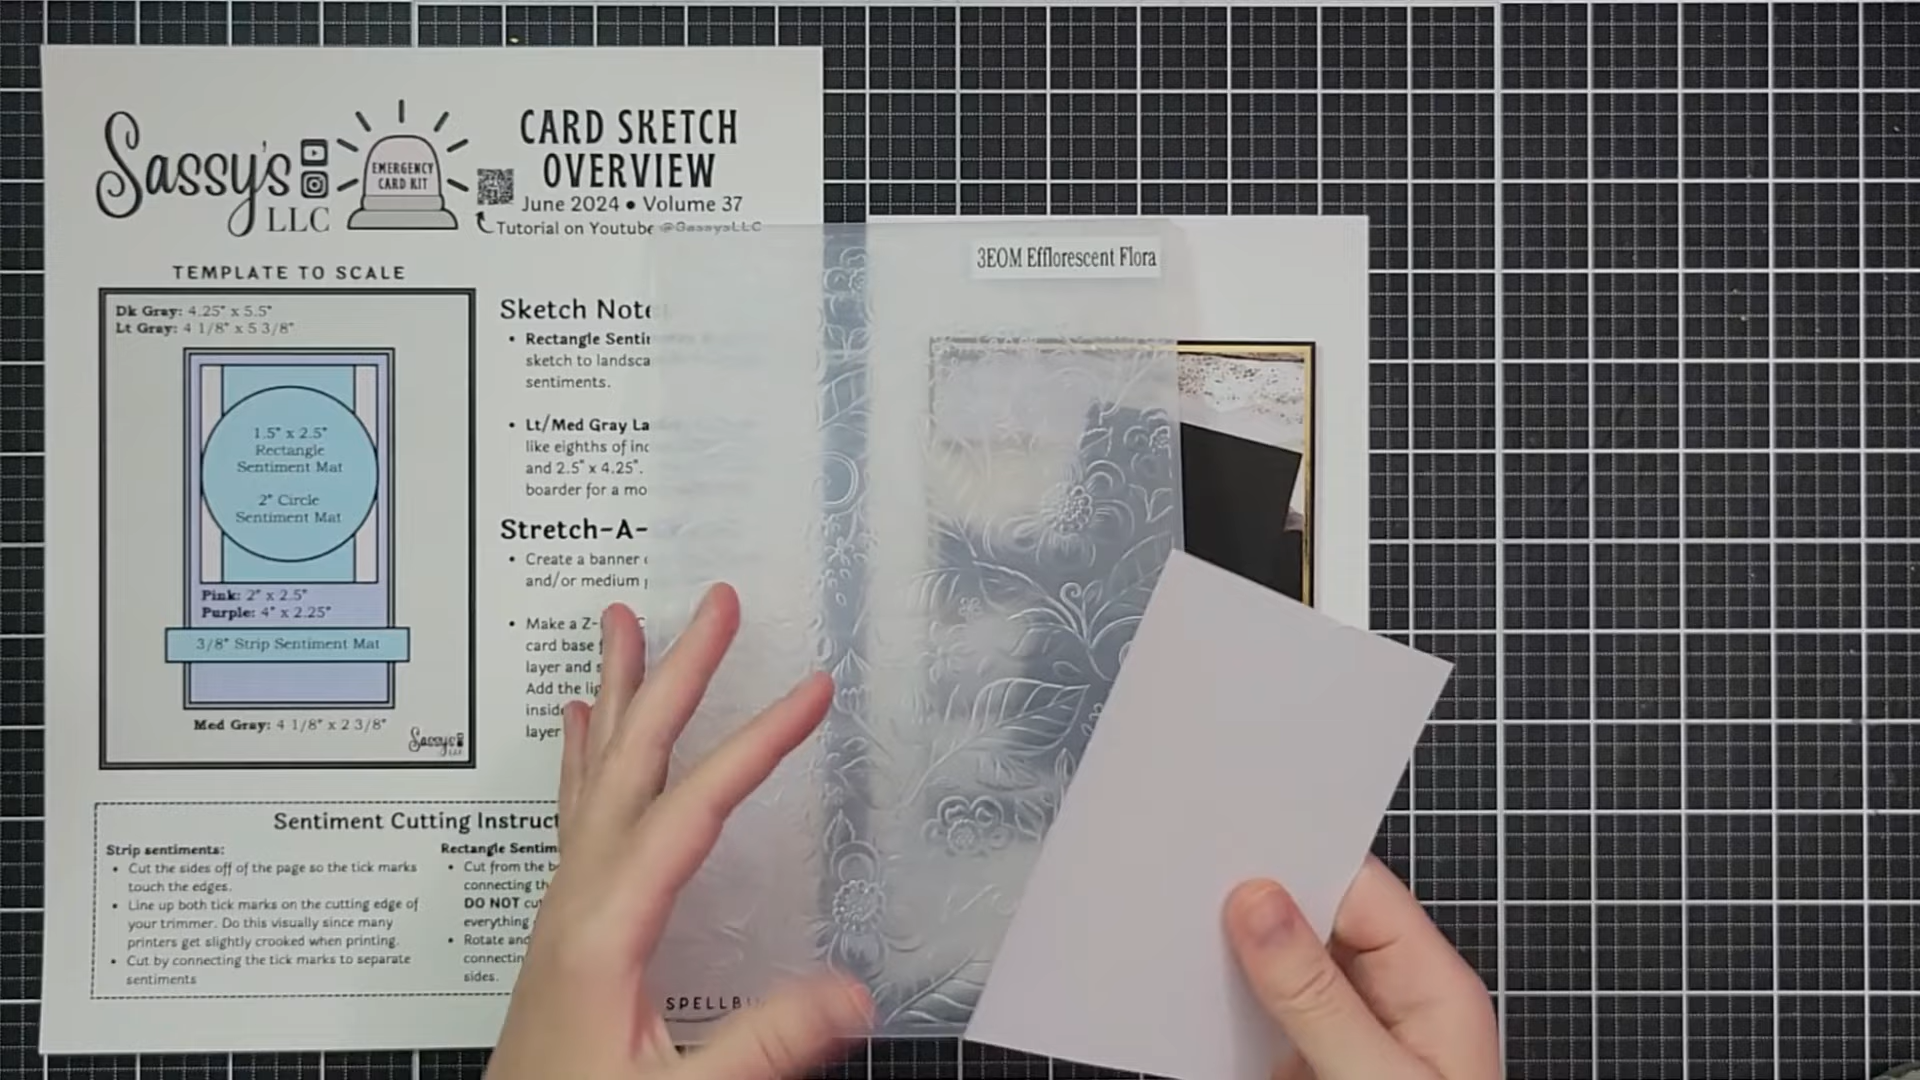 Sassy's
LLC
EMERGENCY
CARD KIT
CARD SKETCH
OVERVIEW
June 2024 • Volume 37
Tutorial on Youtube @SassysLLC
TEMPLATE TO SCALE
Dk Gray: 4.25" x 5.5"
Lt Gray: 4 1/8" x 5 3/8"
1.5" x 2.5"
Rectangle
Sentiment Mat
2" Circle
Sentiment Mat
Pink: 2" x 2.5"
Purple: 4" x 2.25"
3/8" Strip Sentiment Mat
Med Gray: 4 1/8" x 2 3/8"
Sassy's
Sketch Note
• Rectangle Senti
sketch to landsca
sentiments.
• Lt/Med Gray La
like eighths of inc
and 2.5" x 4.25".
boarder for a mo
Stretch-A-
• Create a banner
and/or medium
• Make a Z-
card base f
layer and s
Add the lig
inside
layer
Sentiment Cutting Instruct
Strip sentiments:
• Cut the sides off of the page so the tick marks
touch the edges.
• Line up both tick marks on the cutting edge of
your trimmer. Do this visually since many
printers get slightly crooked when printing.
• Cut by connecting the tick marks to separate
sentiments
Rectangle Sentim
• Cut from the b
connecting th
DO NOT cut
everything
• Rotate and
connectin
sides.
3EOM Efflorescent Flora
SPELLBI